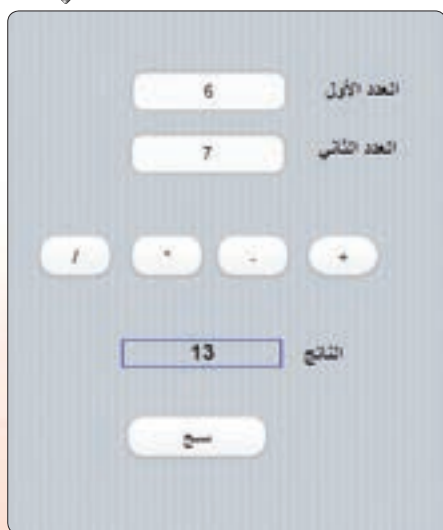 العدد الأول 6
العدد الثاني 7
+ - * /
الناتج 13
مسح